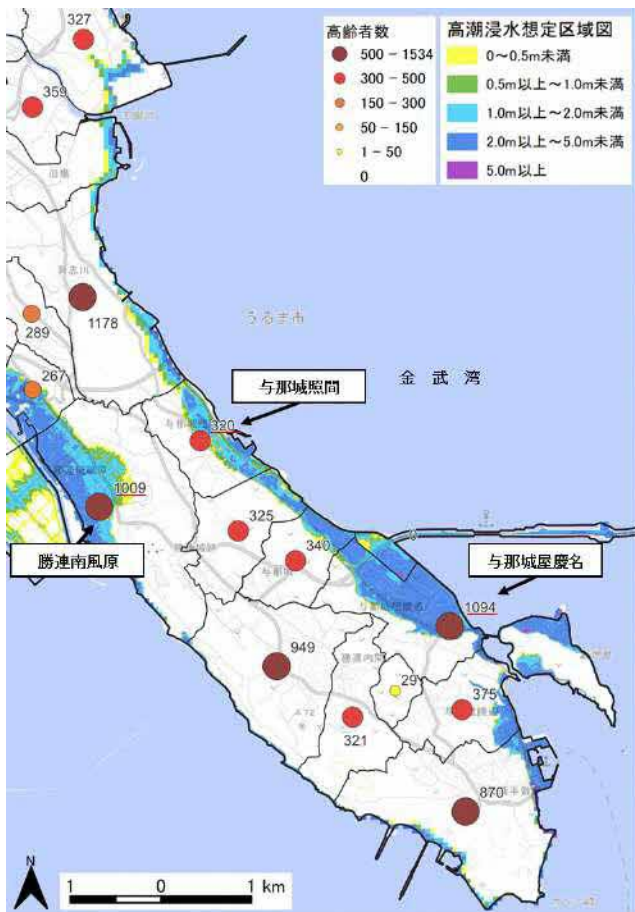 327
高齢者数
500 - 1534
300 - 500
150 - 300
50 - 150
1 - 50
0
高潮浸水想定区域図
0～0.5m未満
0.5m以上～1.0m未満
1.0m以上～2.0m未満
2.0m以上～5.0m未満
5.0m以上
359
1178
うるま市
289
267
与那城照間
金武湾
320
1009
325
340
勝連南風原
与那城屋慶名
1094
949
勝連内間
29
375
321
870
N
1
0
1 km